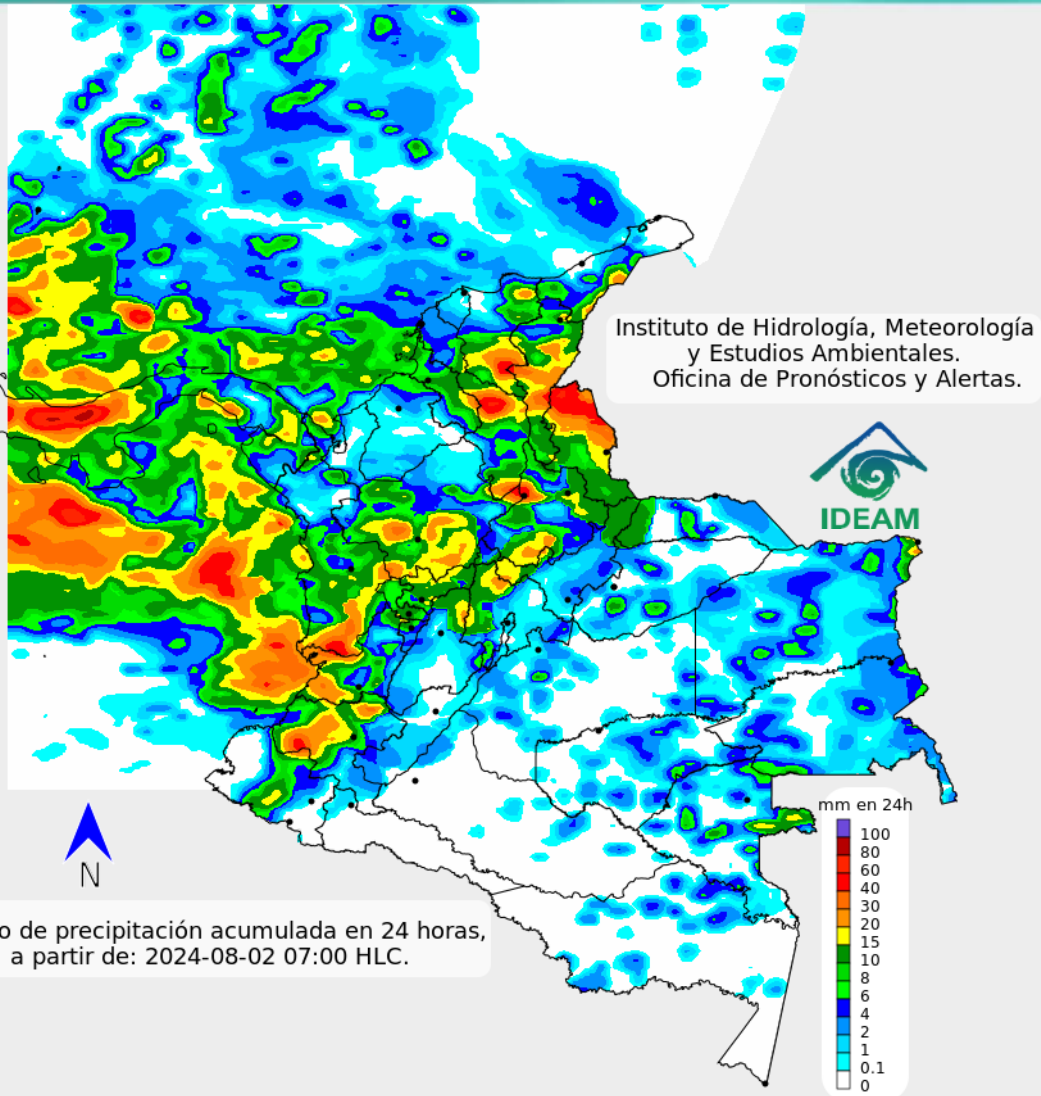 Instituto de Hidrología, Meteorología
y Estudios Ambientales.
Oficina de Pronósticos y Alertas.
IDEAM
mm en 24h
100
80
60
40
30
20
15
10
8
6
4
2
1
0.1
0
N
de precipitación acumulada en 24 horas,
a partir de: 2024-08-02 07:00 HLC.